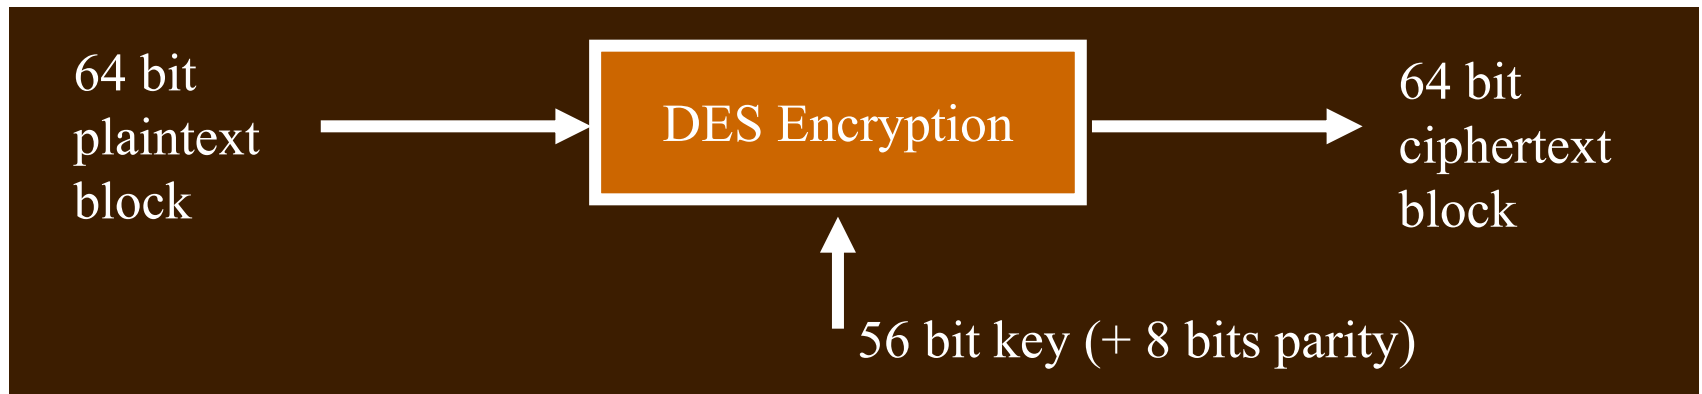 64 bit
plaintext
block
DES Encryption
64 bit
ciphertext
block
56 bit key (+ 8 bits parity)